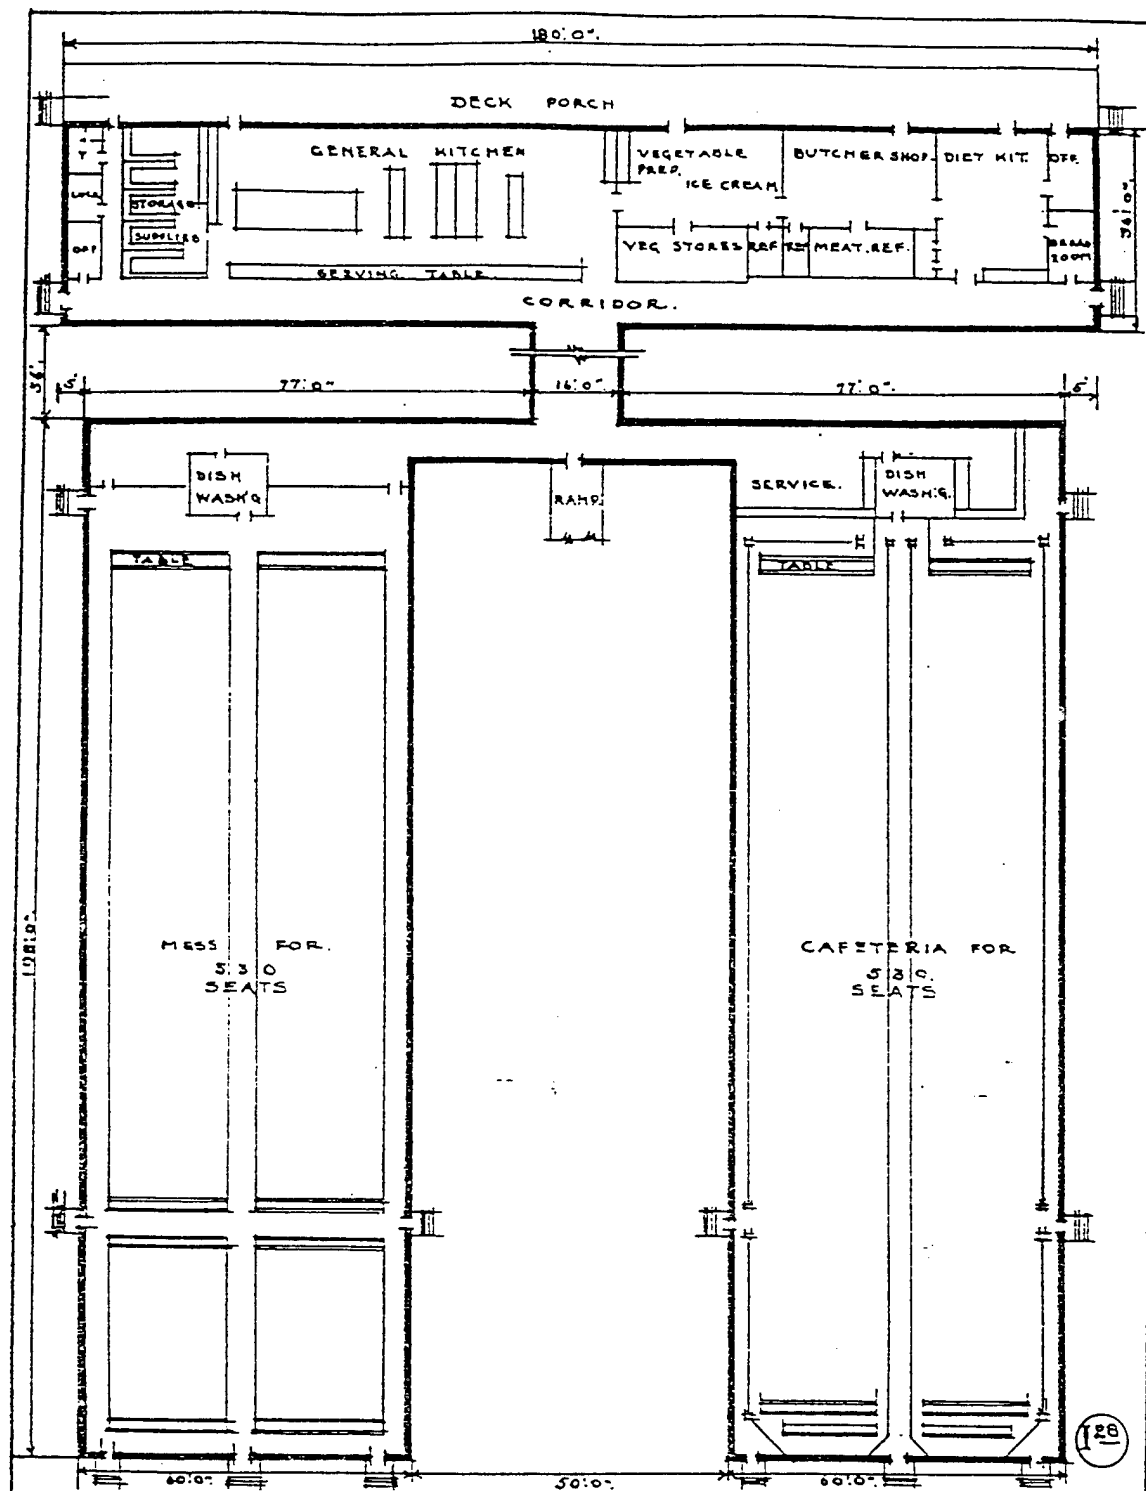 180'.0".
DECK PORCH
GENERAL KITCHEN
VEGETABLE
PREP.
ICE CREAM
BUTCHER SHOP.
DIET KIT.
OFF.
T
STORAGE.
SUPPLIES
OFF
VEG STORES
REF
REF
MEAT. REF.
BREAD
ROOM
SERVING TABLE.
CORRIDOR.
36'.
5'
77'.0"
16'.0".
77'.0".
5'
DISH
WASH'G
RAMP.
SERVICE.
DISH
WASH'G.
TABLE
TABLE
MESS FOR.
530
SEATS
CAFETERIA FOR
530.
SEATS
60'.0".
50'.0".
60'.0".